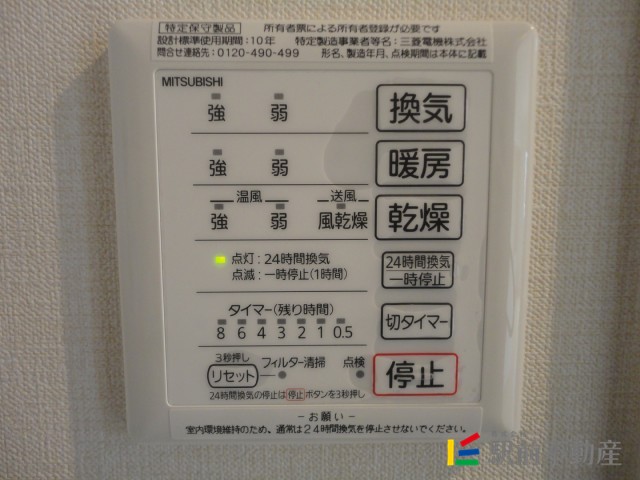 特定保守製品 所有者票による所有者登録が必要です
設計標準使用期間:10年 特定製造事業者等名:三菱電機株式会社
問合せ連絡先:0120-490-499 形名、製造年月、点検期間は本体に記載
MITSUBISHI
強 弱 換気
強 弱 暖房
温風 送風
強 弱 風乾燥 乾燥
点灯:24時間換気
点滅:一時停止(1時間)
24時間換気
一時停止
タイマー(残り時間)
8 6 4 3 2 1 0.5
切タイマー
3秒押し
リセット フィルター清掃 点検
停止
24時間換気の停止は停止ボタンを3秒押し
-お願い-
室内環境維持のため、通常は24時間換気を停止させないでください。
不動産